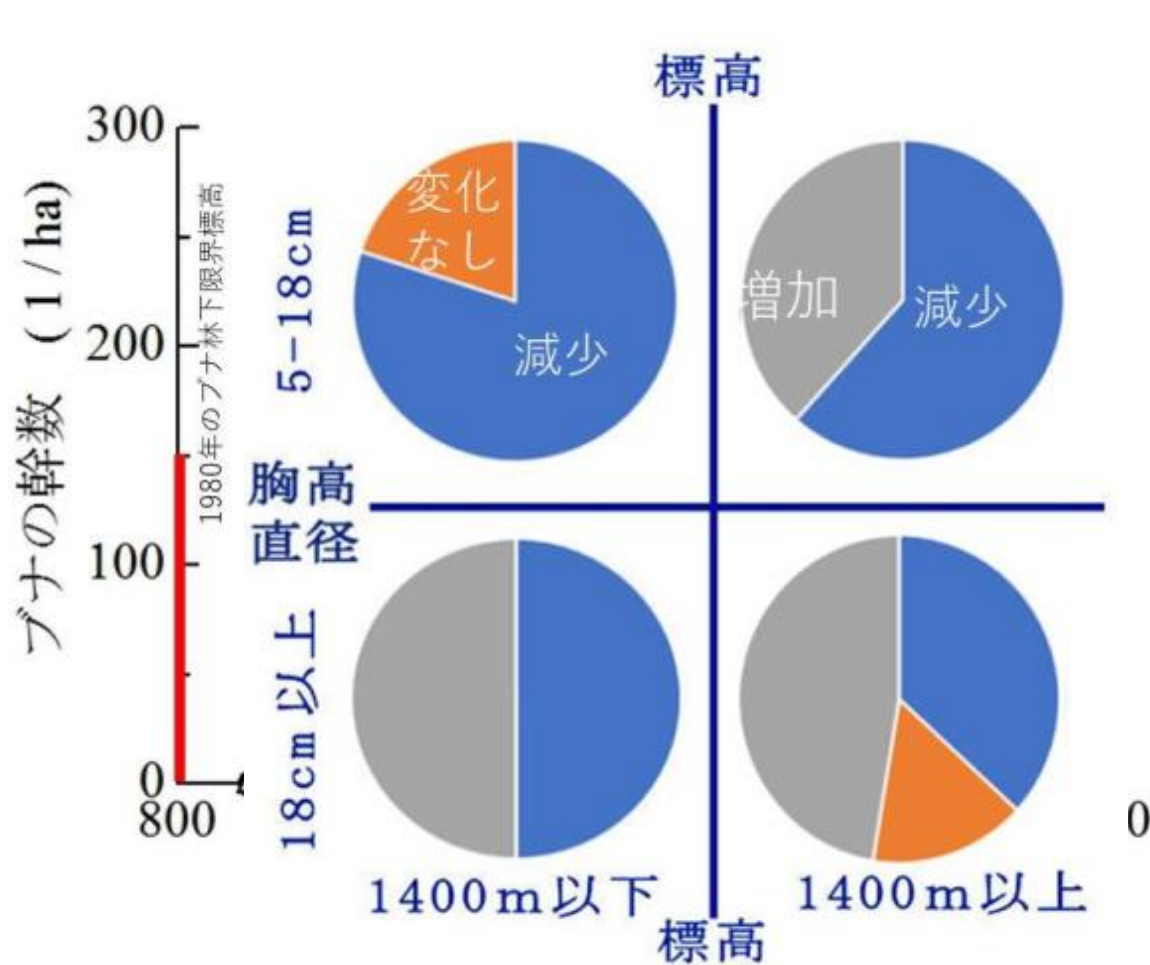 標高
300
200
100
0
800
ブナの幹数 (1/ha)
1980年のブナ林下限界標高
5-18cm
変化
なし
減少
増加
減少
胸高
直径
18cm以上
1400m以下
1400m以上
標高
0